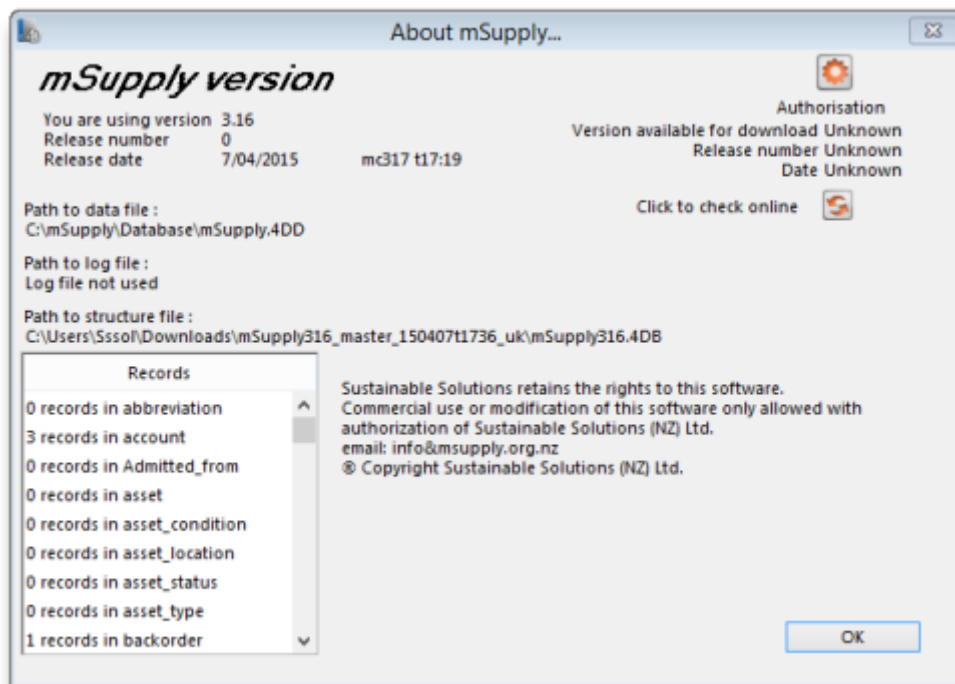 About mSupply...
mSupply version
You are using version 3.16
Release number 0
Release date 7/04/2015 mc317 t17:19
Authorisation
Version available for download Unknown
Release number Unknown
Date Unknown
Click to check online
Path to data file :
C:\mSupply\Database\mSupply.4DD
Path to log file :
Log file not used
Path to structure file :
C:\Users\Sssol\Downloads\mSupply316_master_150407t1736_uk\mSupply316.4DB
Records
0 records in abbreviation
3 records in account
0 records in Admitted_from
0 records in asset
0 records in asset_condition
0 records in asset_location
0 records in asset_status
0 records in asset_type
1 records in backorder
Sustainable Solutions retains the rights to this software.
Commercial use or modification of this software only allowed with
authorization of Sustainable Solutions (NZ) Ltd.
email: info@msupply.org.nz
® Copyright Sustainable Solutions (NZ) Ltd.
OK